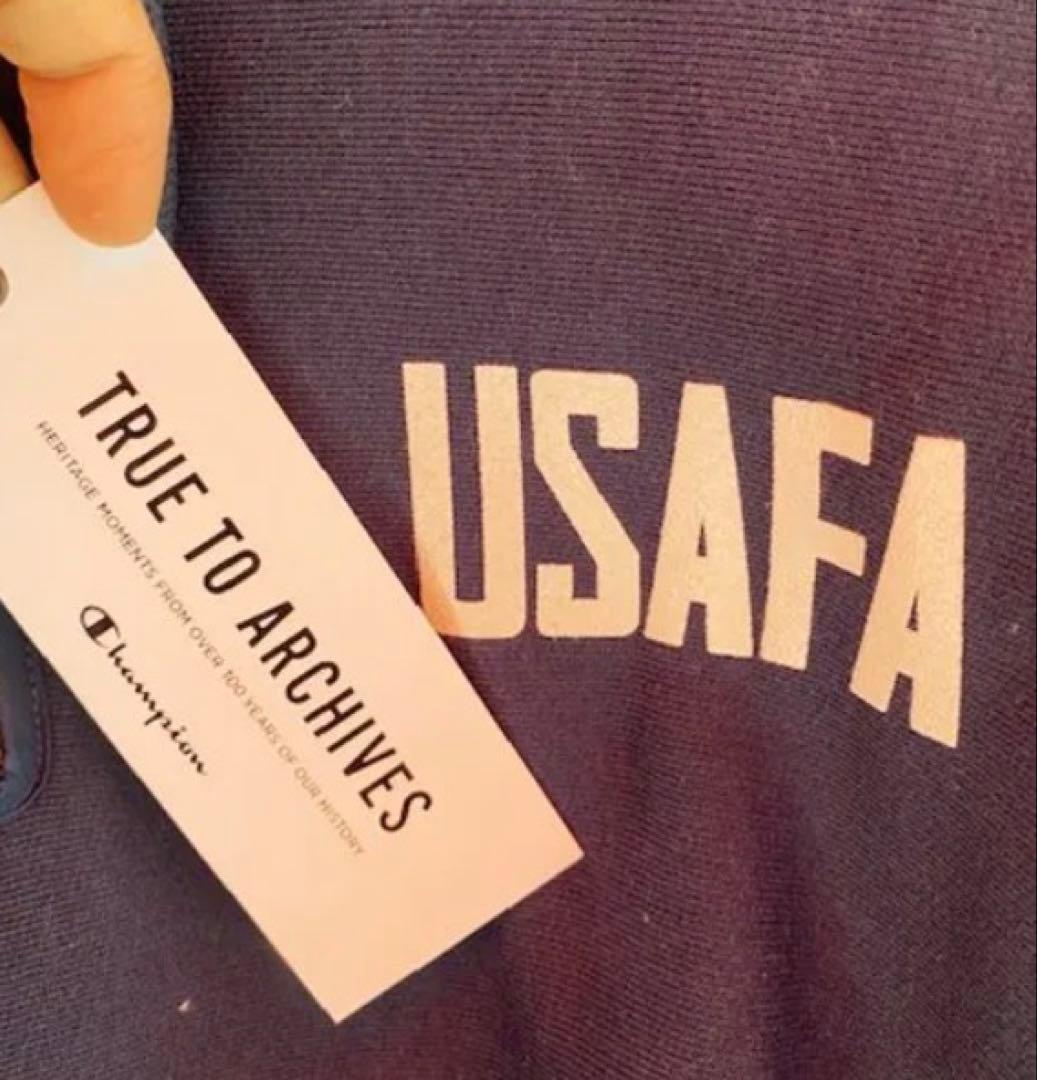 TRUE TO ARCHIVES
HERITAGE MOMENTS FROM OVER 100 YEARS OF OUR HISTORY
Champion
USAFA